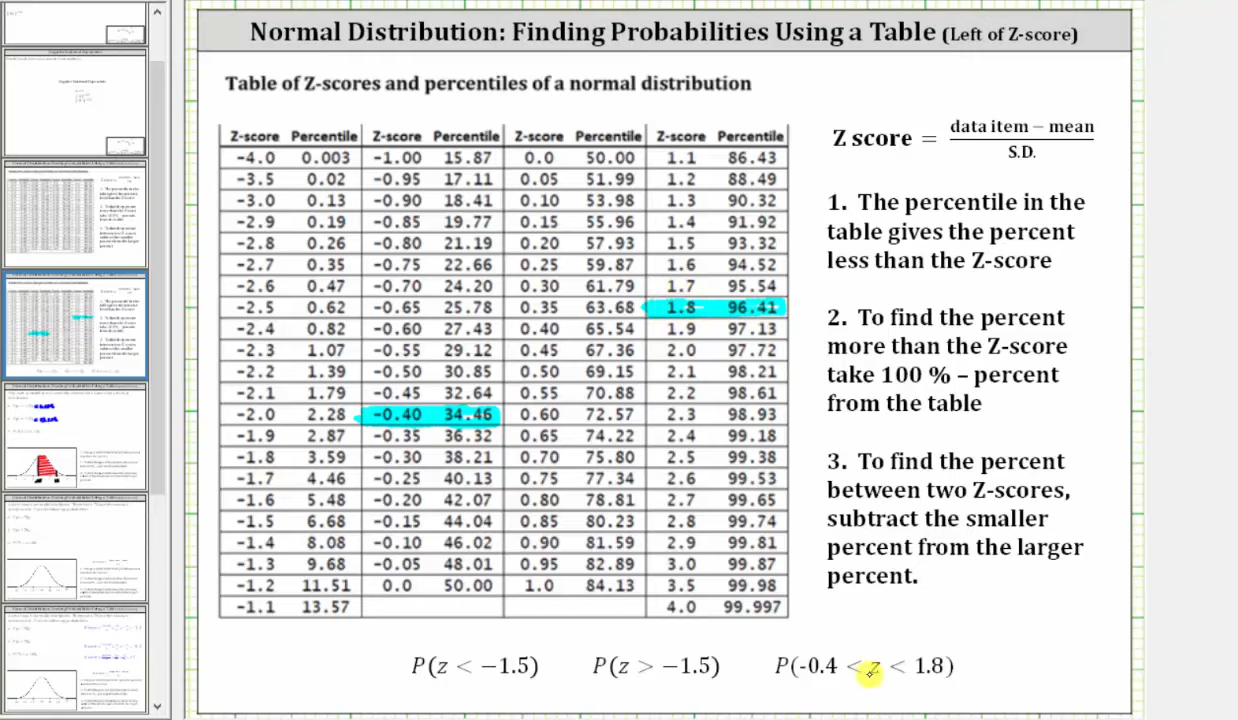 Normal Distribution: Finding Probabilities Using a Table (Left of Z-score)
Table of Z-scores and percentiles of a normal distribution
Z-score Percentile Z-score Percentile Z-score Percentile Z-score Percentile
-4.0 0.003 -1.00 15.87 0.0 50.00 1.1 86.43
-3.5 0.02 -0.95 17.11 0.05 51.99 1.2 88.49
-3.0 0.13 -0.90 18.41 0.10 53.98 1.3 90.32
-2.9 0.19 -0.85 19.77 0.15 55.96 1.4 91.92
-2.8 0.26 -0.80 21.19 0.20 57.93 1.5 93.32
-2.7 0.35 -0.75 22.66 0.25 59.87 1.6 94.52
-2.6 0.47 -0.70 24.20 0.30 61.79 1.7 95.54
-2.5 0.62 -0.65 25.78 0.35 63.68 1.8 96.41
-2.4 0.82 -0.60 27.43 0.40 65.54 1.9 97.13
-2.3 1.07 -0.55 29.12 0.45 67.36 2.0 97.72
-2.2 1.39 -0.50 30.85 0.50 69.15 2.1 98.21
-2.1 1.79 -0.45 32.64 0.55 70.88 2.2 98.61
-2.0 2.28 -0.40 34.46 0.60 72.57 2.3 98.93
-1.9 2.87 -0.35 36.32 0.65 74.22 2.4 99.18
-1.8 3.59 -0.30 38.21 0.70 75.80 2.5 99.38
-1.7 4.46 -0.25 40.13 0.75 77.34 2.6 99.53
-1.6 5.48 -0.20 42.07 0.80 78.81 2.7 99.65
-1.5 6.68 -0.15 44.04 0.85 80.23 2.8 99.74
-1.4 8.08 -0.10 46.02 0.90 81.59 2.9 99.81
-1.3 9.68 -0.05 48.01 0.95 82.89 3.0 99.87
-1.2 11.51 0.0 50.00 1.0 84.13 3.5 99.98
-1.1 13.57 4.0 99.997
Z score = data item − mean
S.D.
1. The percentile in the
table gives the percent
less than the Z-score
2. To find the percent
more than the Z-score
take 100 % – percent
from the table
3. To find the percent
between two Z-scores,
subtract the smaller
percent from the larger
percent.
P(z < −1.5) P(z > −1.5) P(-0.4 < z < 1.8)